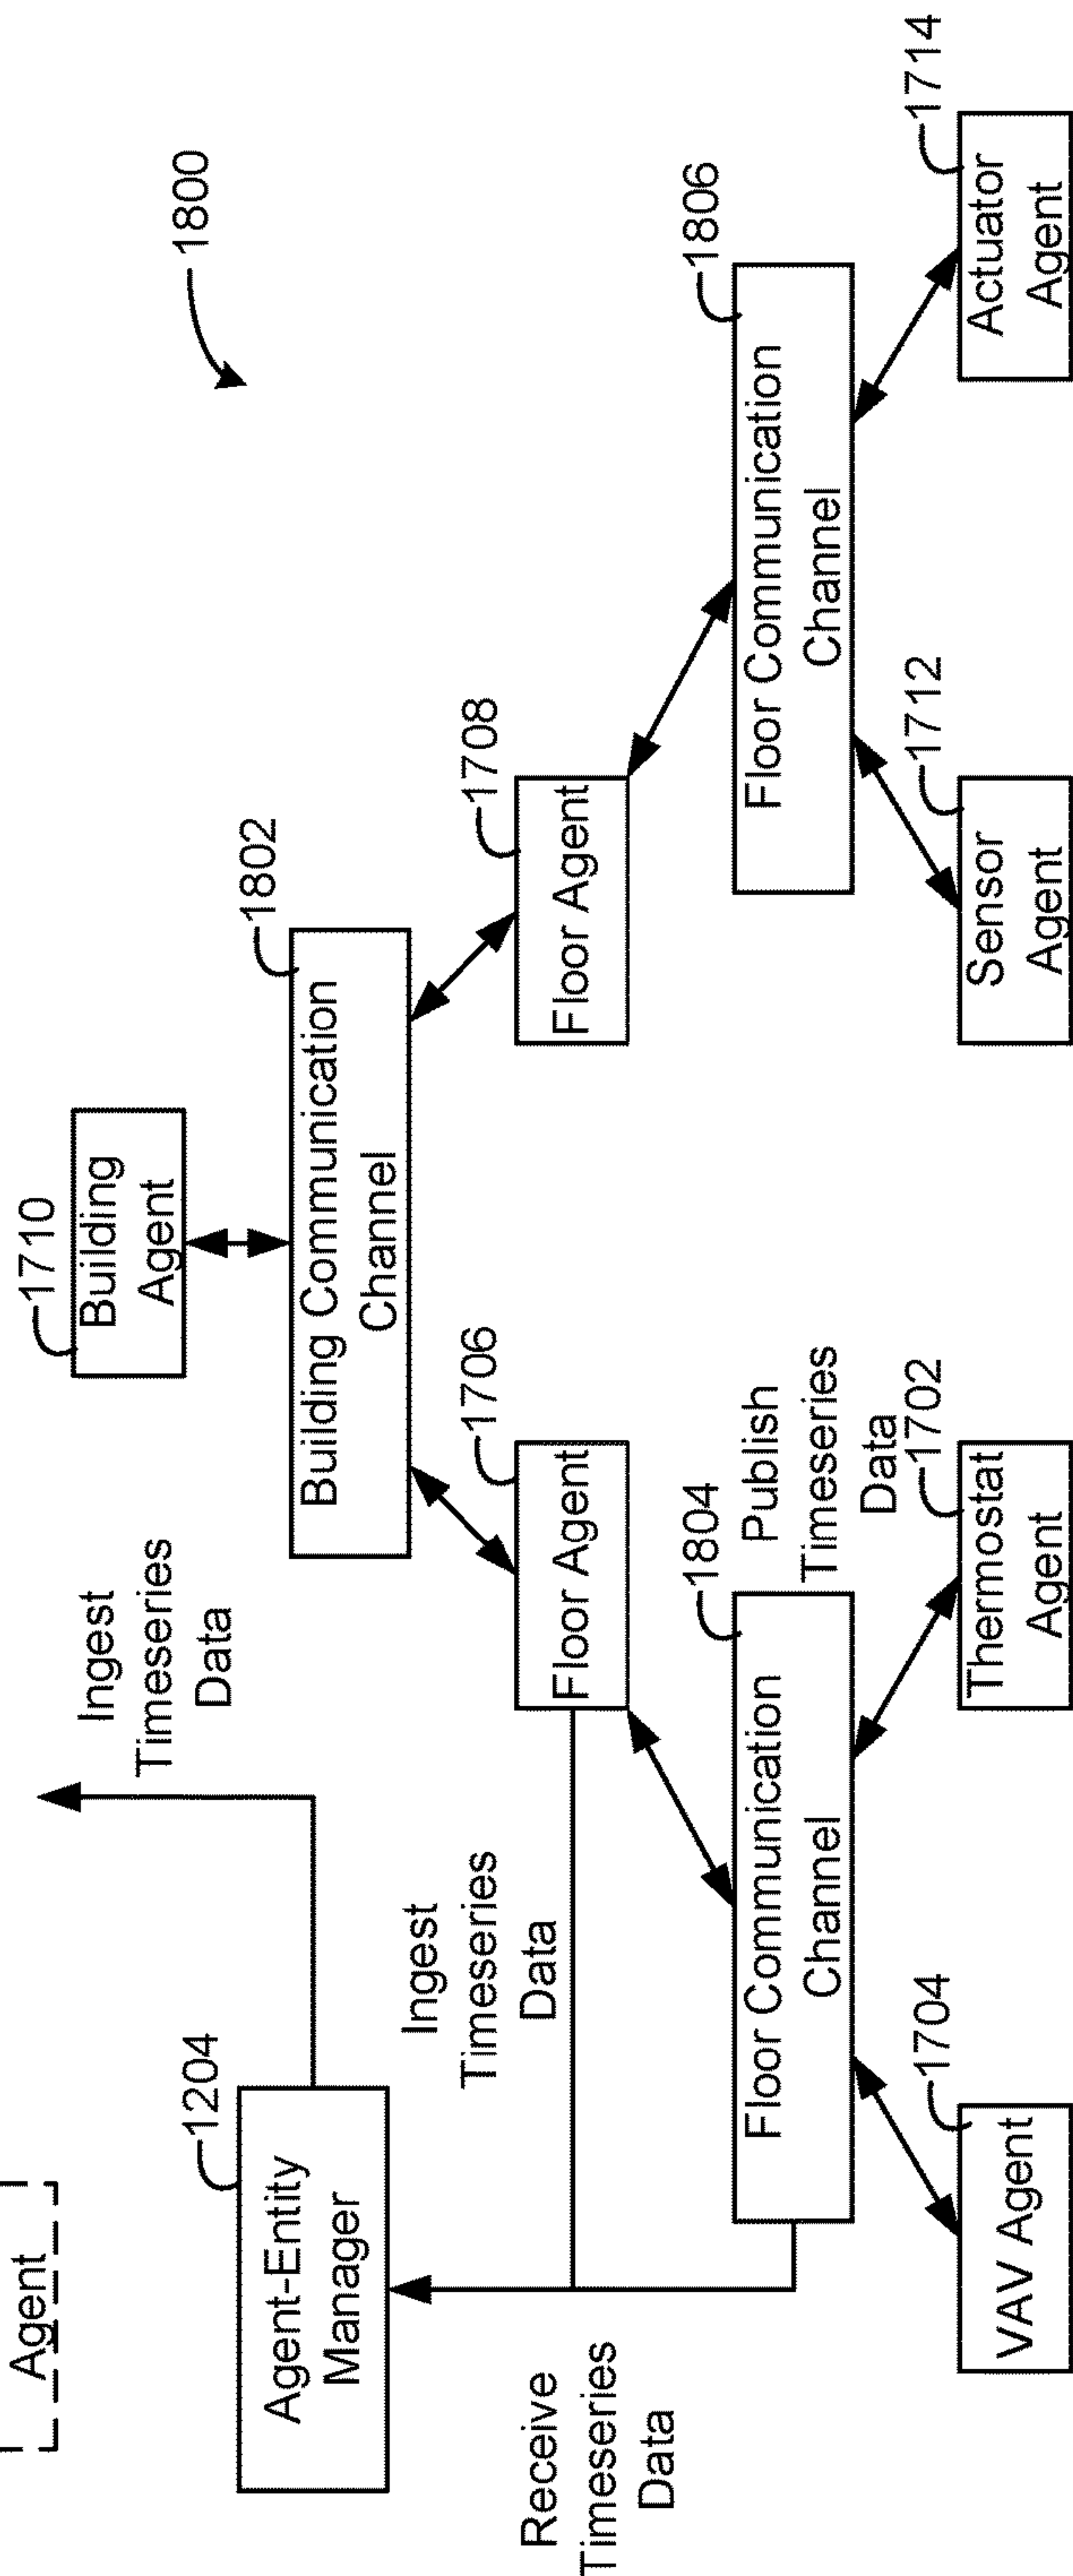 Agent
1800
1710
Building
Agent
Ingest
Timeseries
Data
1204
Agent-Entity
Manager
1802
Building Communication
Channel
Ingest
Timeseries
Data
1706
Floor Agent
1708
Floor Agent
Receive
Timeseries
Data
1804
Floor Communication
Channel
Publish
Timeseries
Data
1806
Floor Communication
Channel
1704
VAV Agent
1702
Thermostat
Agent
1712
Sensor
Agent
1714
Actuator
Agent